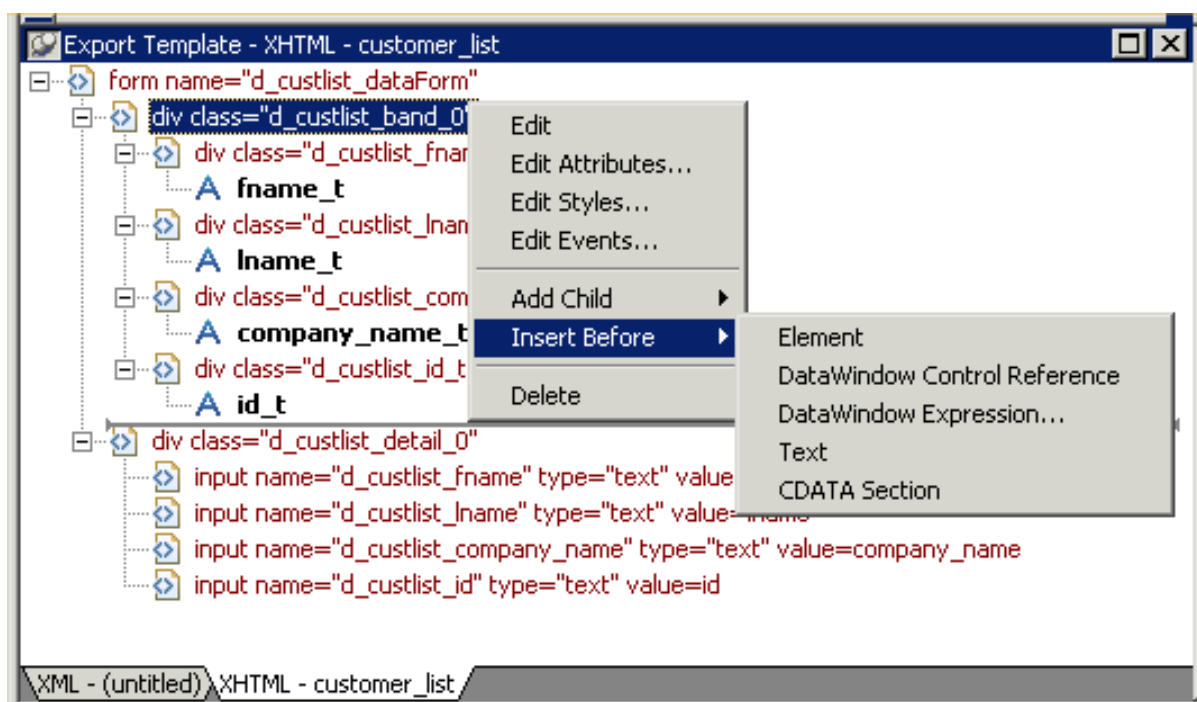 Export Template - XHTML - customer_list
form name="d_custlist_dataForm"
div class="d_custlist_band_0"
div class="d_custlist_fnam
fname_t
div class="d_custlist_lnam
lname_t
div class="d_custlist_com
company_name_t
div class="d_custlist_id_t
id_t
div class="d_custlist_detail_0"
input name="d_custlist_fname" type="text" value
input name="d_custlist_lname" type="text" value=lname
input name="d_custlist_company_name" type="text" value=company_name
input name="d_custlist_id" type="text" value=id
Edit
Edit Attributes...
Edit Styles...
Edit Events...
Add Child
Insert Before
Delete
Element
DataWindow Control Reference
DataWindow Expression...
Text
CDATA Section
XML - (untitled) XHTML - customer_list